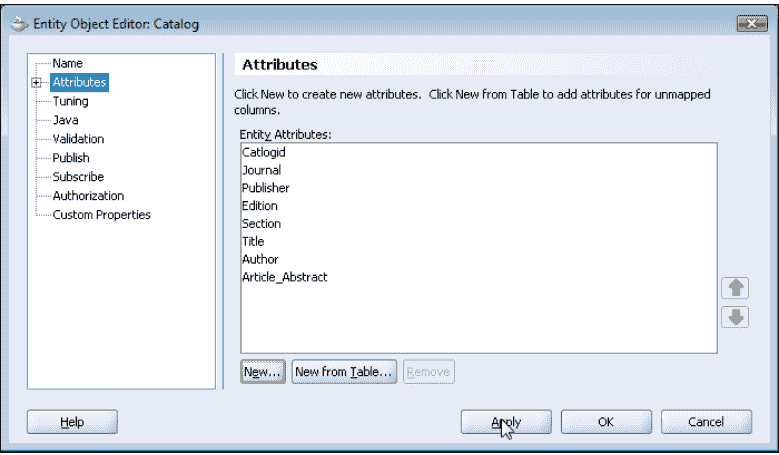 Entity Object Editor: Catalog
Name
Attributes
Tuning
Java
Validation
Publish
Subscribe
Authorization
Custom Properties
Attributes
Click New to create new attributes. Click New from Table to add attributes for unmapped
columns.
Entity Attributes:
Catlogid
Journal
Publisher
Edition
Section
Title
Author
Article_Abstract
New...
New from Table...
Remove
Help
Apply
OK
Cancel